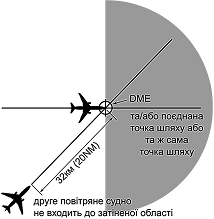 DME
та/або поєднана
точка шляху або
та ж сама
точка шляху
32км (20NM)
друге повітряне судно
не входить до затіненої області